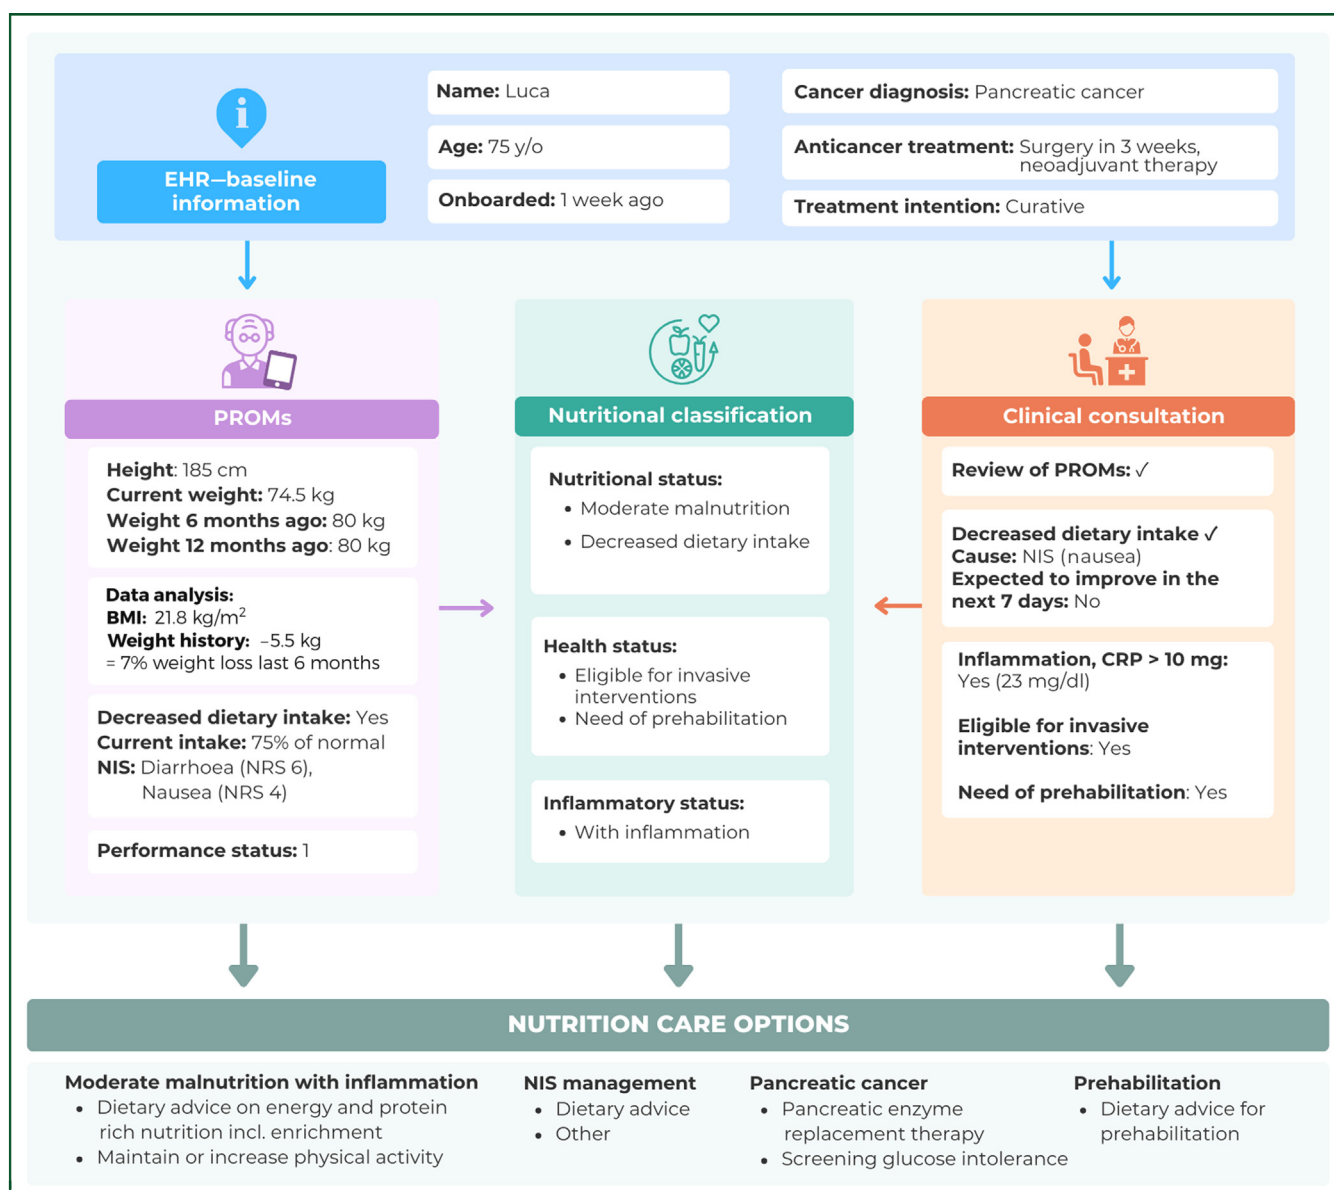 i
EHR—baseline
information
Name: Luca
Age: 75 y/o
Onboarded: 1 week ago
Cancer diagnosis: Pancreatic cancer
Anticancer treatment: Surgery in 3 weeks,
neoadjuvant therapy
Treatment intention: Curative
PROMs
Height: 185 cm
Current weight: 74.5 kg
Weight 6 months ago: 80 kg
Weight 12 months ago: 80 kg
Data analysis:
BMI: 21.8 kg/m²
Weight history: –5.5 kg
= 7% weight loss last 6 months
Decreased dietary intake: Yes
Current intake: 75% of normal
NIS: Diarrhoea (NRS 6),
Nausea (NRS 4)
Performance status: 1
Nutritional classification
Nutritional status:
• Moderate malnutrition
• Decreased dietary intake
Health status:
• Eligible for invasive
interventions
• Need of prehabilitation
Inflammatory status:
• With inflammation
Clinical consultation
Review of PROMs: ✓
Decreased dietary intake ✓
Cause: NIS (nausea)
Expected to improve in the
next 7 days: No
Inflammation, CRP > 10 mg:
Yes (23 mg/dl)
Eligible for invasive
interventions: Yes
Need of prehabilitation: Yes
NUTRITION CARE OPTIONS
Moderate malnutrition with inflammation
• Dietary advice on energy and protein
rich nutrition incl. enrichment
• Maintain or increase physical activity
NIS management
• Dietary advice
• Other
Pancreatic cancer
• Pancreatic enzyme
replacement therapy
• Screening glucose intolerance
Prehabilitation
• Dietary advice for
prehabilitation